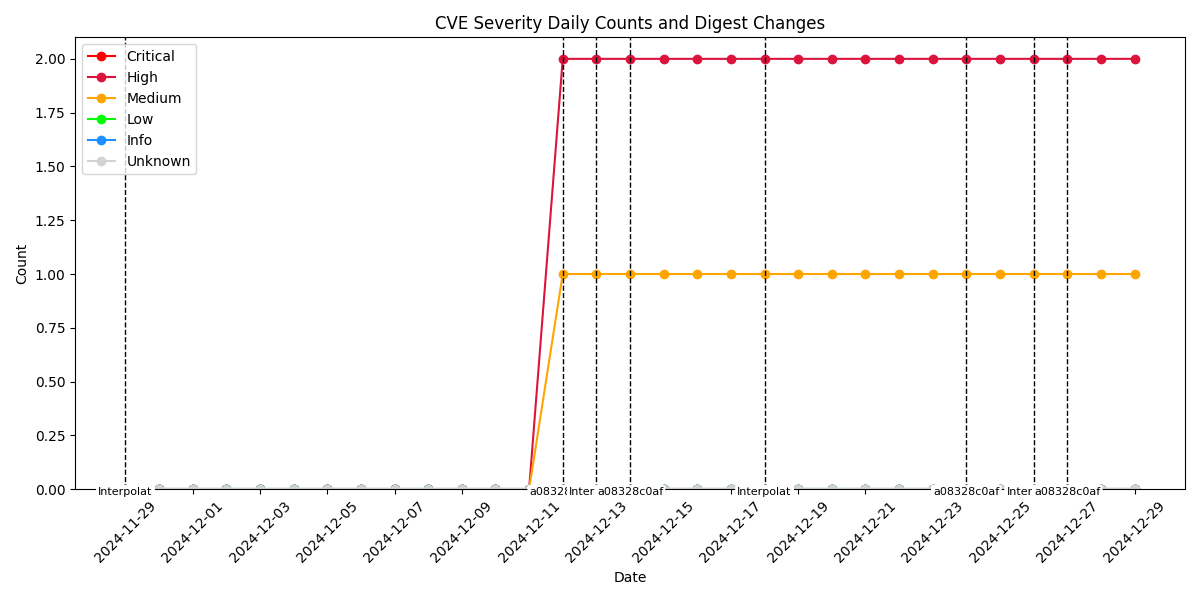 CVE Severity Daily Counts and Digest Changes
Critical
High
Medium
Low
Info
Unknown
Count
2.00
1.75
1.50
1.25
1.00
0.75
0.50
0.25
0.00
Interpolat
a08328
Inter
a08328c0af
Interpolat
a08328c0af
Inter
a08328c0af
2024-11-29
2024-12-01
2024-12-03
2024-12-05
2024-12-07
2024-12-09
2024-12-11
2024-12-13
2024-12-15
2024-12-17
2024-12-19
2024-12-21
2024-12-23
2024-12-25
2024-12-27
2024-12-29
Date